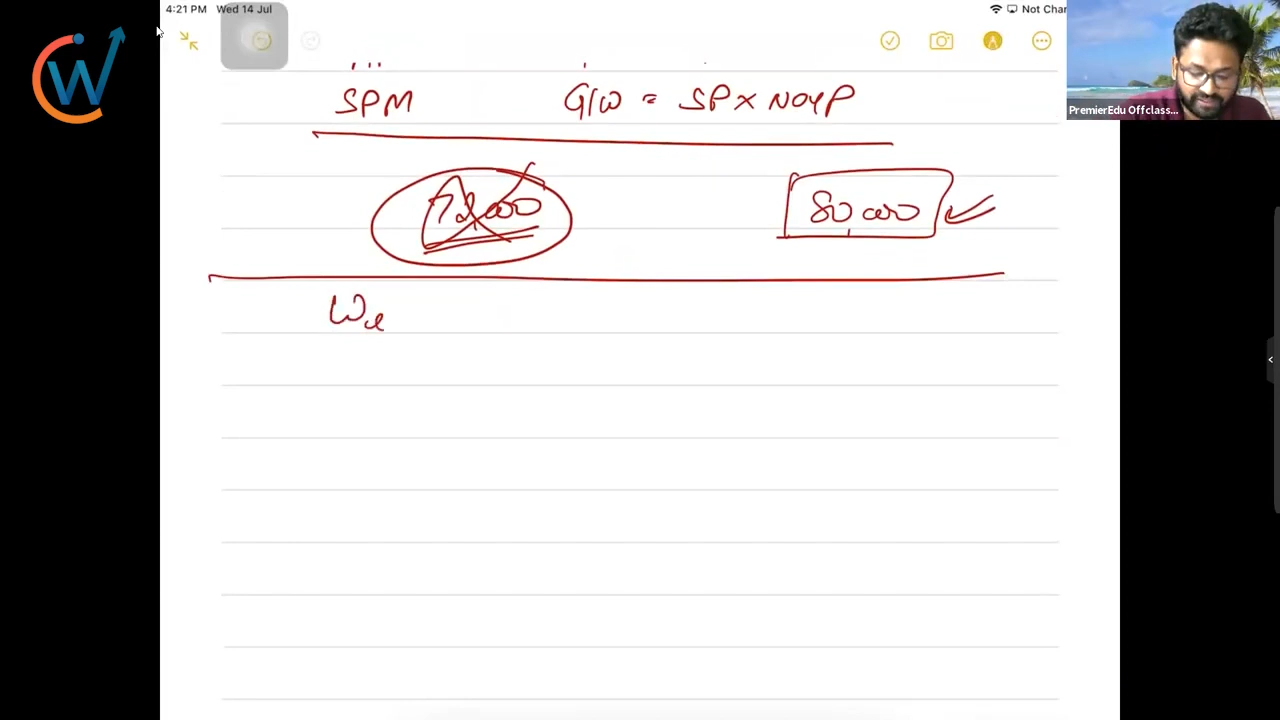 4:21 PM Wed 14 Jul
Not Char
PremierEdu Offclass...
SPM G/W = SP X NOYP
72,000 80,000
We